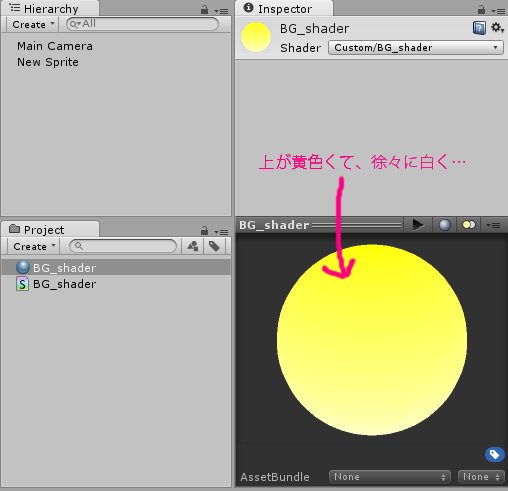 Hierarchy
Create
All
Main Camera
New Sprite
Inspector
BG_shader
Shader
Custom/BG_shader
上が黄色くて、徐々に白く…
Project
Create
BG_shader
BG_shader
BG_shader
AssetBundle
None
None